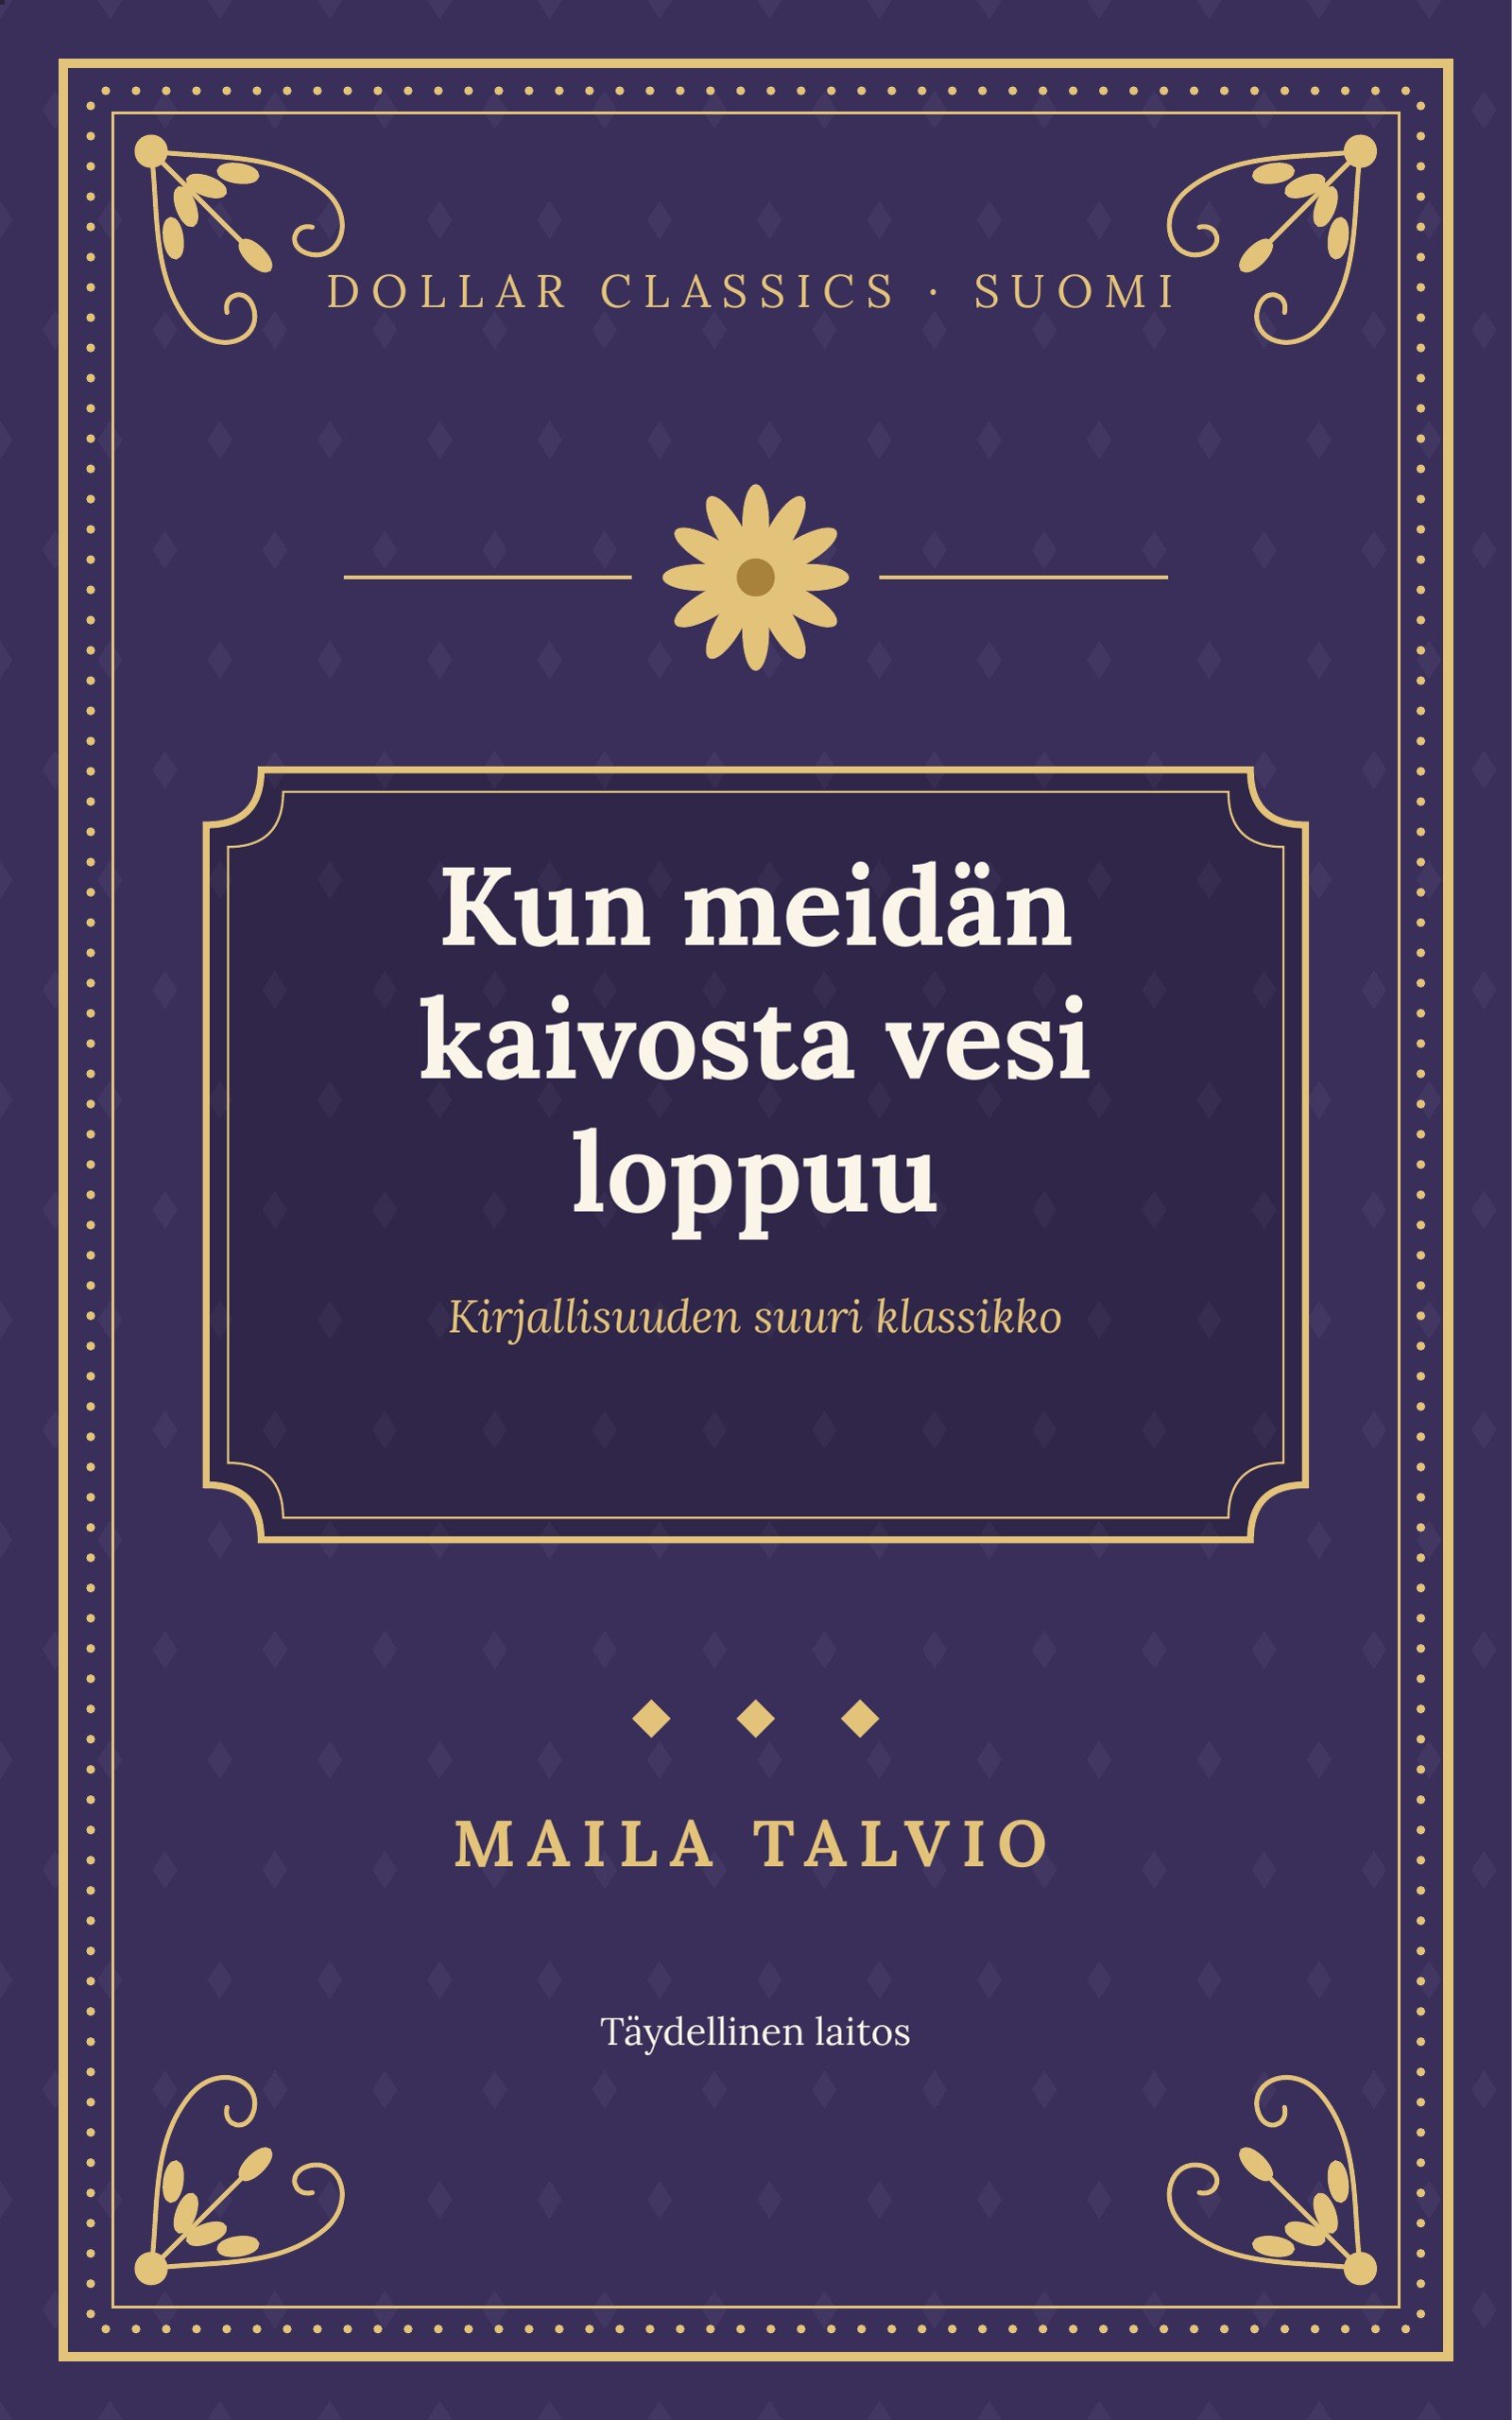 DOLLAR CLASSICS · SUOMI
Kun meidän
kaivosta vesi
loppuu
Kirjallisuuden suuri klassikko
MAILA TALVIO
Täydellinen laitos